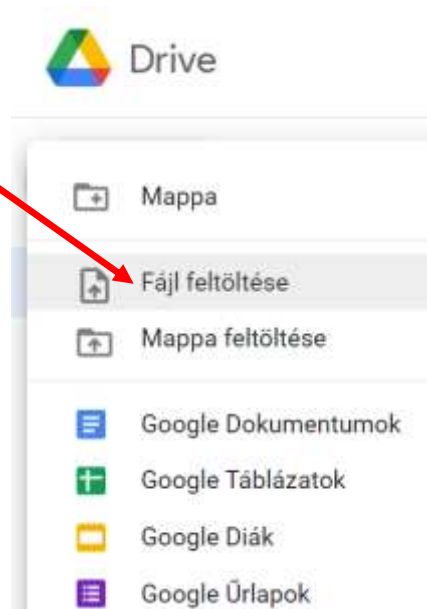 Drive
Mappa
Fájl feltöltése
Mappa feltöltése
Google Dokumentumok
Google Táblázatok
Google Diák
Google Űrlapok